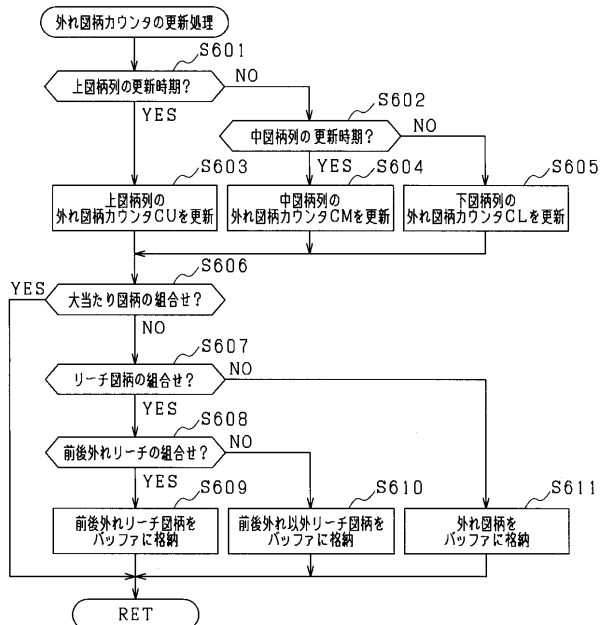 外れ図柄カウンタの更新処理
S601
上図柄列の更新時期?
NO
YES
S602
中図柄列の更新時期?
NO
YES
S603
上図柄列の
外れ図柄カウンタCUを更新
S604
中図柄列の
外れ図柄カウンタCMを更新
S605
下図柄列の
外れ図柄カウンタCLを更新
S606
YES
大当たり図柄の組合せ?
NO
S607
リーチ図柄の組合せ?
NO
YES
S608
前後外れリーチの組合せ?
NO
YES
S609
前後外れリーチ図柄を
バッファに格納
S610
前後外れ以外リーチ図柄を
バッファに格納
S611
外れ図柄を
バッファに格納
RET